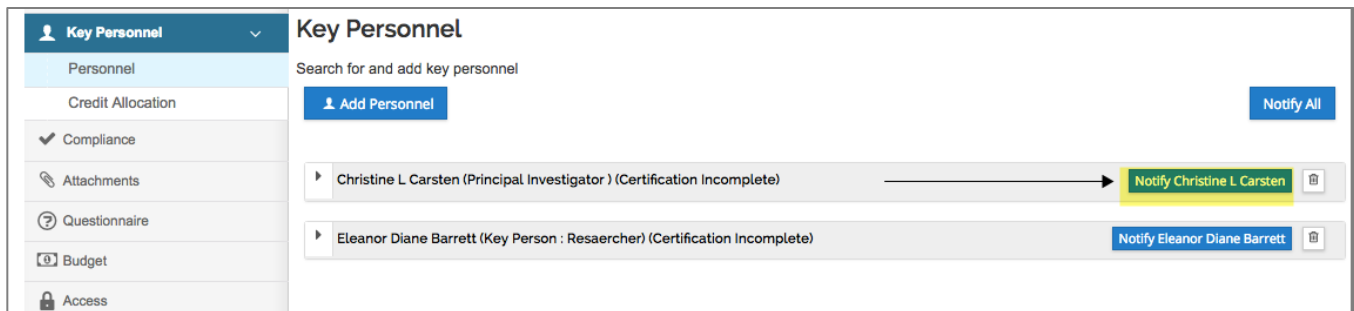 Key Personnel
Personnel
Credit Allocation
Compliance
Attachments
Questionnaire
Budget
Access
Key Personnel
Search for and add key personnel
Add Personnel
Notify All
Christine L Carsten (Principal Investigator ) (Certification Incomplete)
Notify Christine L Carsten
Eleanor Diane Barrett (Key Person : Resaercher) (Certification Incomplete)
Notify Eleanor Diane Barrett